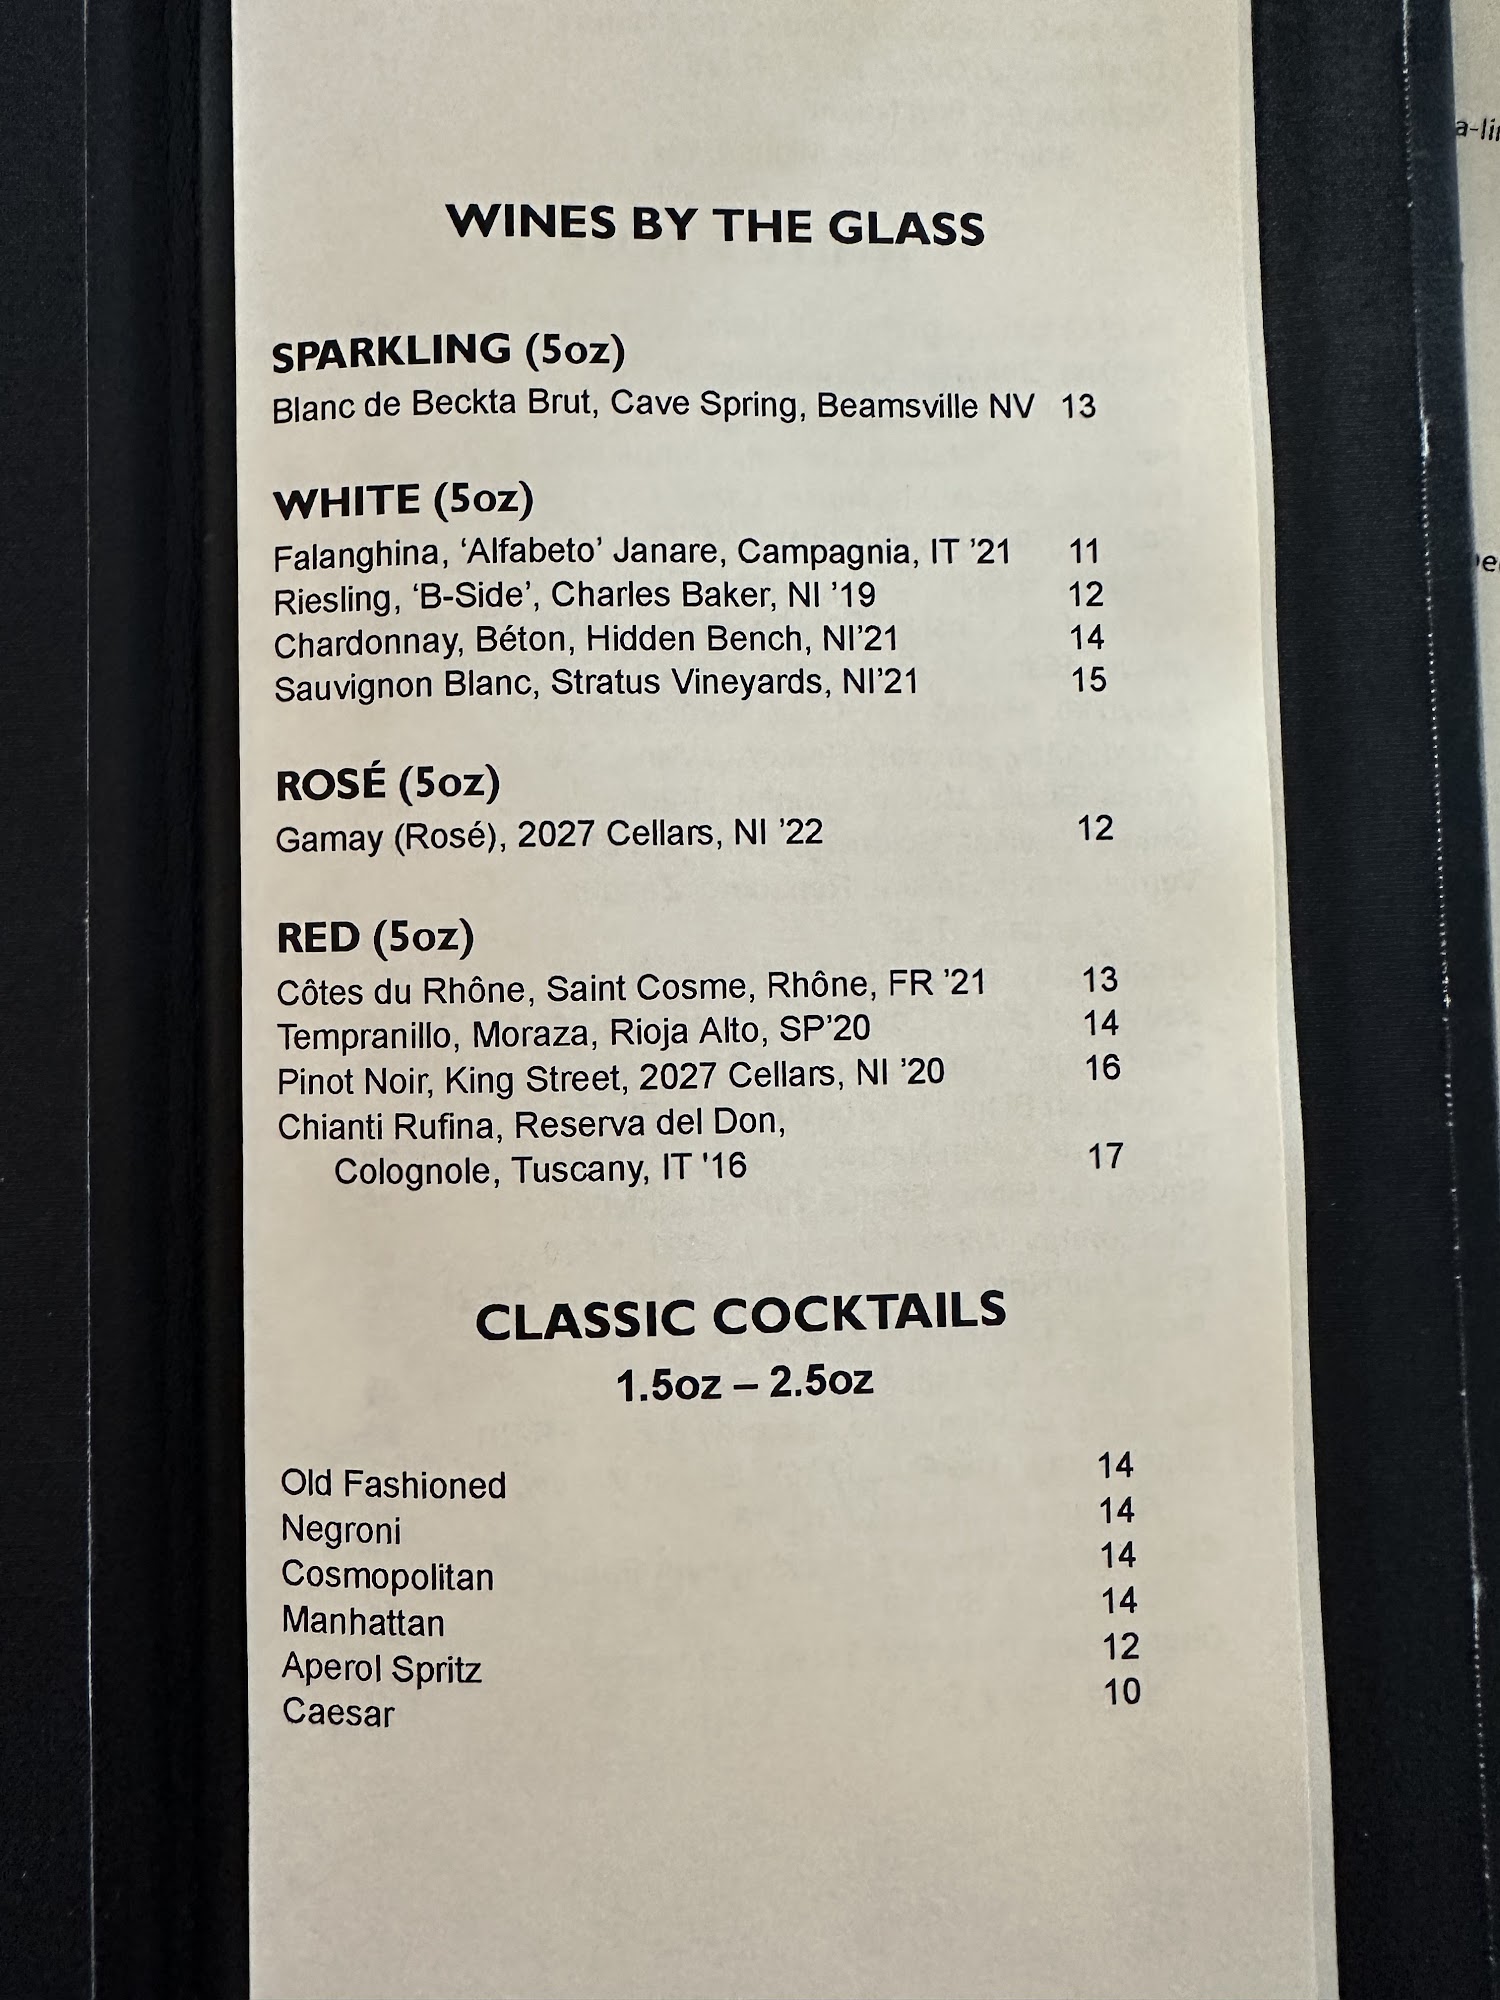 WINES BY THE GLASS
SPARKLING (5oz)
Blanc de Beckta Brut, Cave Spring, Beamsville NV 13
WHITE (5oz)
Falanghina, ‘Alfabeto’ Janare, Campagnia, IT ’21 11
Riesling, ‘B-Side’, Charles Baker, NI ’19 12
Chardonnay, Béton, Hidden Bench, NI’21 14
Sauvignon Blanc, Stratus Vineyards, NI’21 15
ROSÉ (5oz)
Gamay (Rosé), 2027 Cellars, NI ’22 12
RED (5oz)
Côtes du Rhône, Saint Cosme, Rhône, FR ’21 13
Tempranillo, Moraza, Rioja Alto, SP’20 14
Pinot Noir, King Street, 2027 Cellars, NI ’20 16
Chianti Rufina, Reserva del Don,
Colognole, Tuscany, IT '16 17
CLASSIC COCKTAILS
1.5oz – 2.5oz
Old Fashioned 14
Negroni 14
Cosmopolitan 14
Manhattan 14
Aperol Spritz 12
Caesar 10